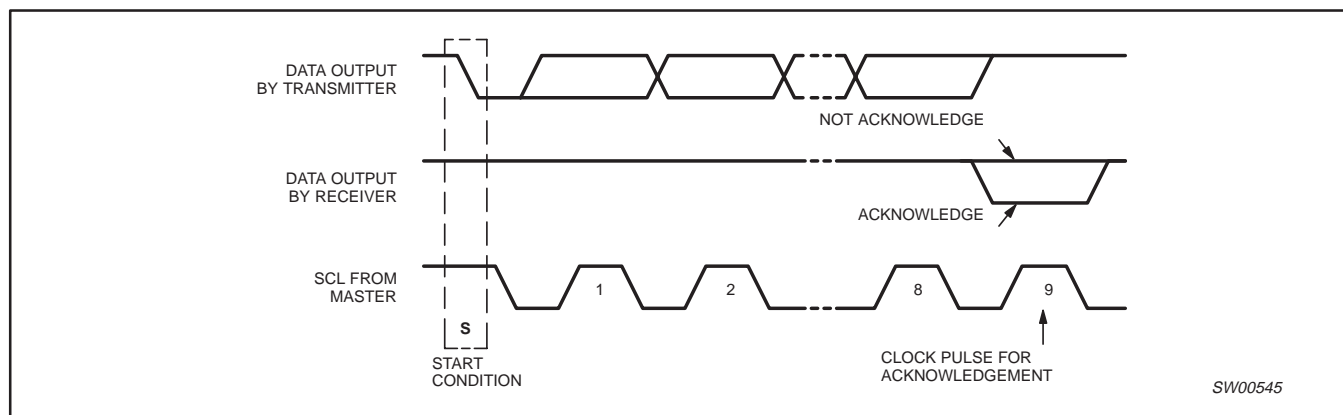 DATA OUTPUT
BY TRANSMITTER
NOT ACKNOWLEDGE
DATA OUTPUT
BY RECEIVER
ACKNOWLEDGE
SCL FROM
MASTER
1
2
8
9
S
START
CONDITION
CLOCK PULSE FOR
ACKNOWLEDGEMENT
SW00545